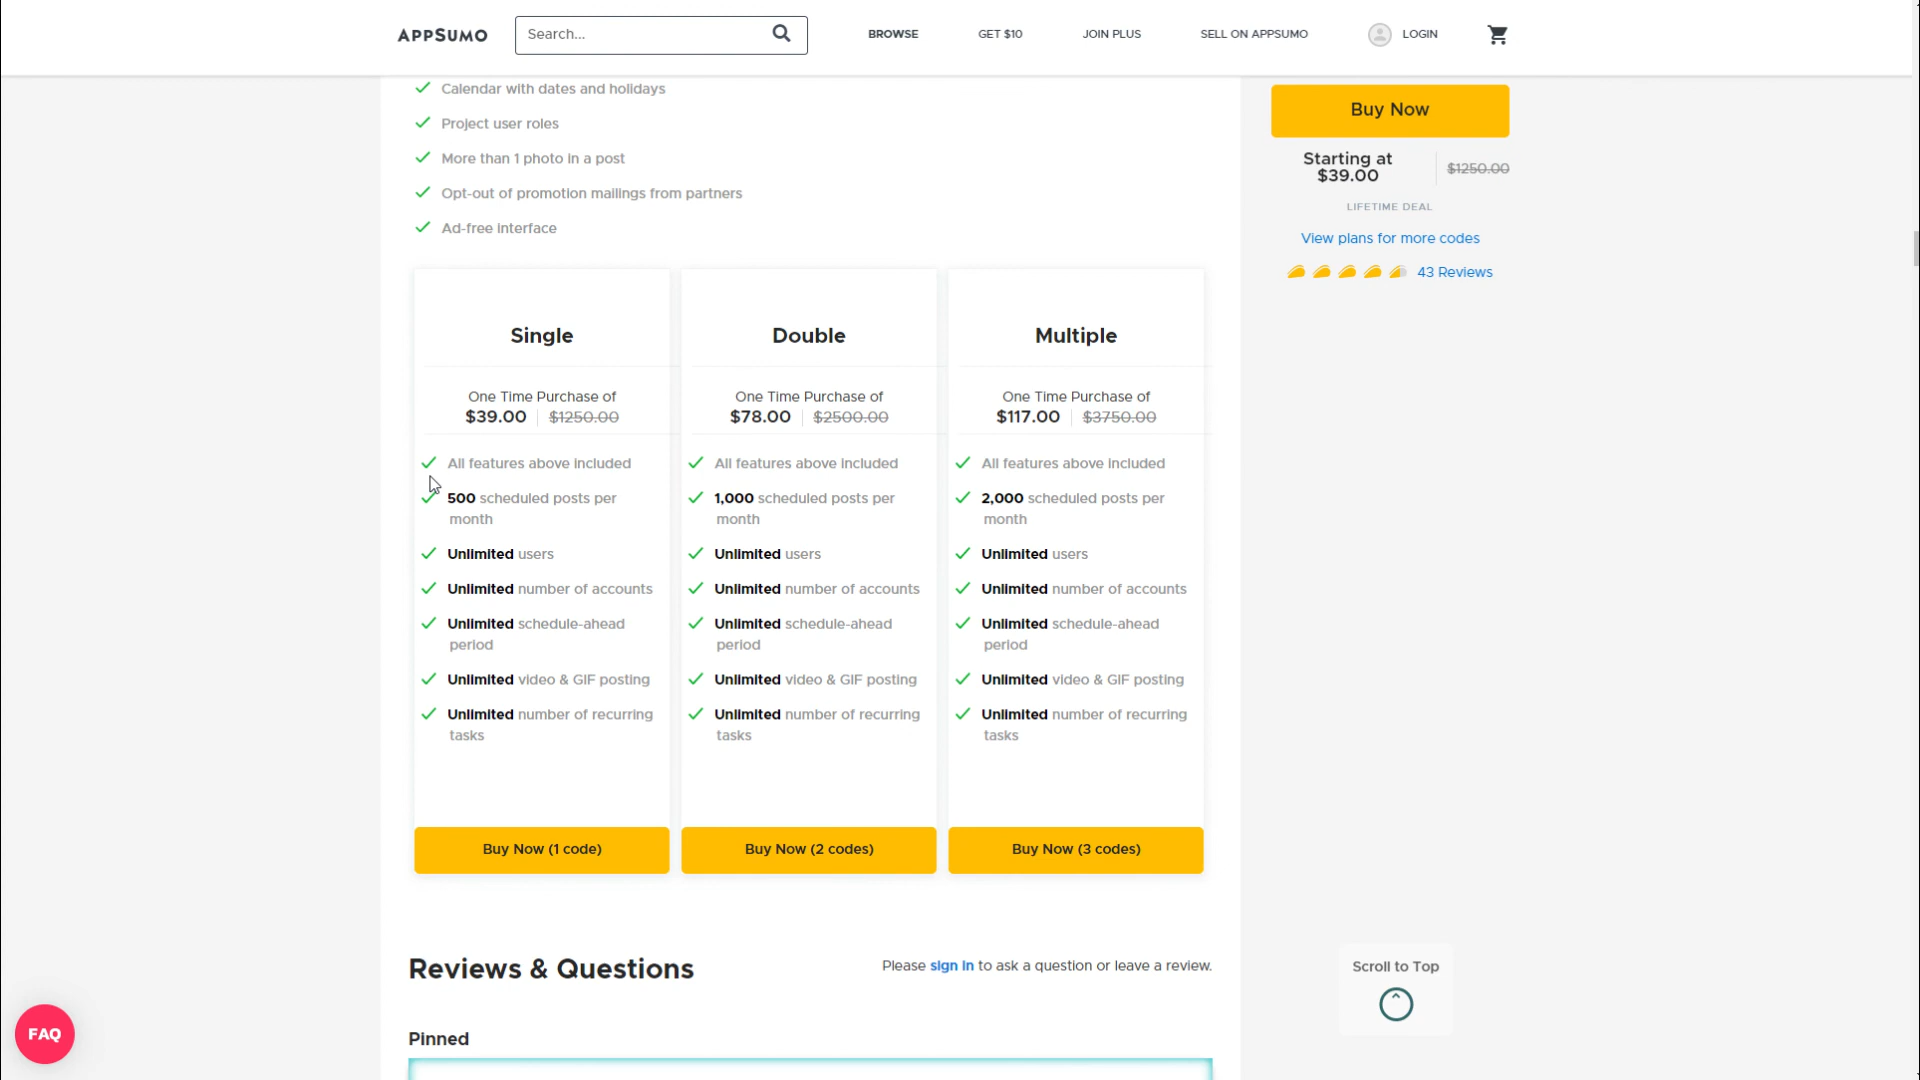 APPSUMO
Search...
BROWSE
GET $10
JOIN PLUS
SELL ON APPSUMO
LOGIN
Calendar with dates and holidays
Project user roles
More than 1 photo in a post
Opt-out of promotion mailings from partners
Ad-free interface
Buy Now
Starting at
$39.00
$1250.00
LIFETIME DEAL
View plans for more codes
43 Reviews
Single
One Time Purchase of
$39.00 $1250.00
All features above included
500 scheduled posts per
month
Unlimited users
Unlimited number of accounts
Unlimited schedule-ahead
period
Unlimited video & GIF posting
Unlimited number of recurring
tasks
Buy Now (1 code)
Double
One Time Purchase of
$78.00 $2500.00
All features above included
1,000 scheduled posts per
month
Unlimited users
Unlimited number of accounts
Unlimited schedule-ahead
period
Unlimited video & GIF posting
Unlimited number of recurring
tasks
Buy Now (2 codes)
Multiple
One Time Purchase of
$117.00 $3750.00
All features above included
2,000 scheduled posts per
month
Unlimited users
Unlimited number of accounts
Unlimited schedule-ahead
period
Unlimited video & GIF posting
Unlimited number of recurring
tasks
Buy Now (3 codes)
Reviews & Questions
Please sign in to ask a question or leave a review.
Scroll to Top
FAQ
Pinned